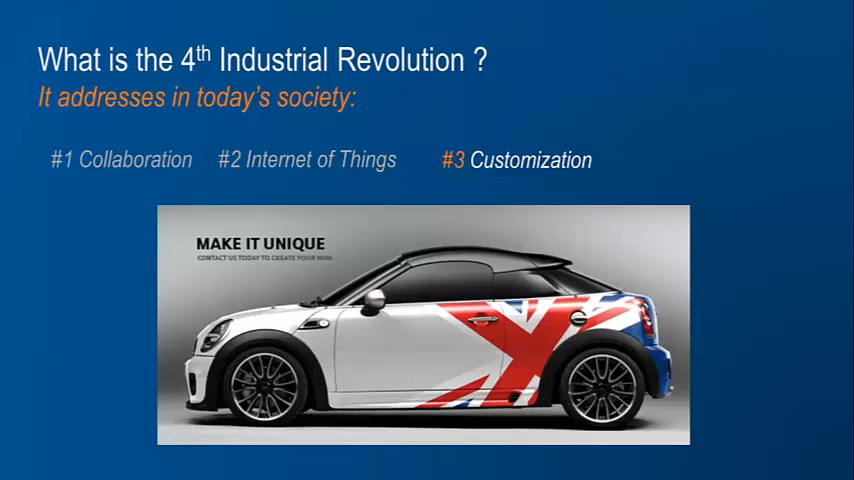 What is the 4th Industrial Revolution ?
It addresses in today's society:
#1 Collaboration #2 Internet of Things #3 Customization
MAKE IT UNIQUE
CONTACT US TODAY TO CREATE YOUR MINI.